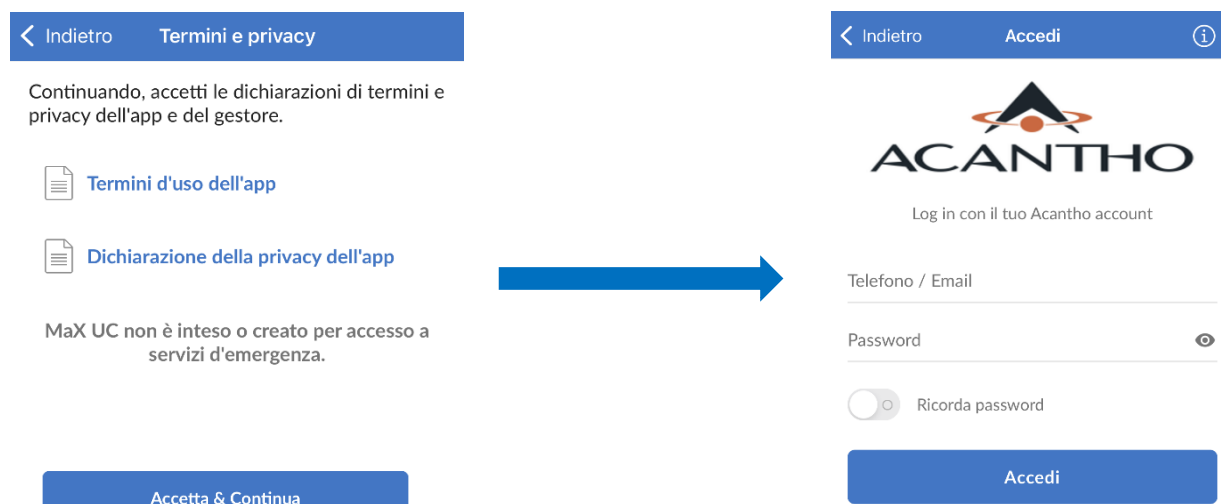 Indietro
Termini e privacy
Continuando, accetti le dichiarazioni di termini e
privacy dell'app e del gestore.
Termini d'uso dell'app
Dichiarazione della privacy dell'app
MaX UC non è inteso o creato per accesso a
servizi d'emergenza.
Accetta & Continua
Indietro
Accedi
ACANTHO
Log in con il tuo Acantho account
Telefono / Email
Password
Ricorda password
Accedi